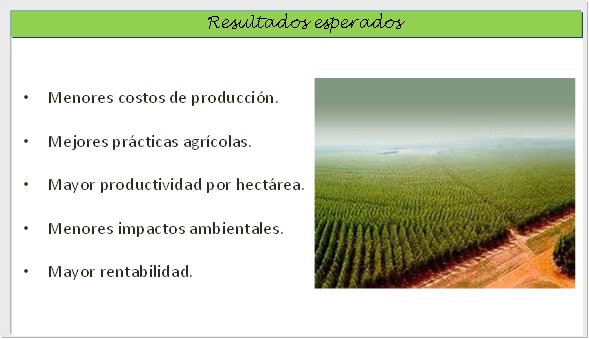 Resultados esperados
• Menores costos de producción.
• Mejores prácticas agrícolas.
• Mayor productividad por hectárea.
• Menores impactos ambientales.
• Mayor rentabilidad.